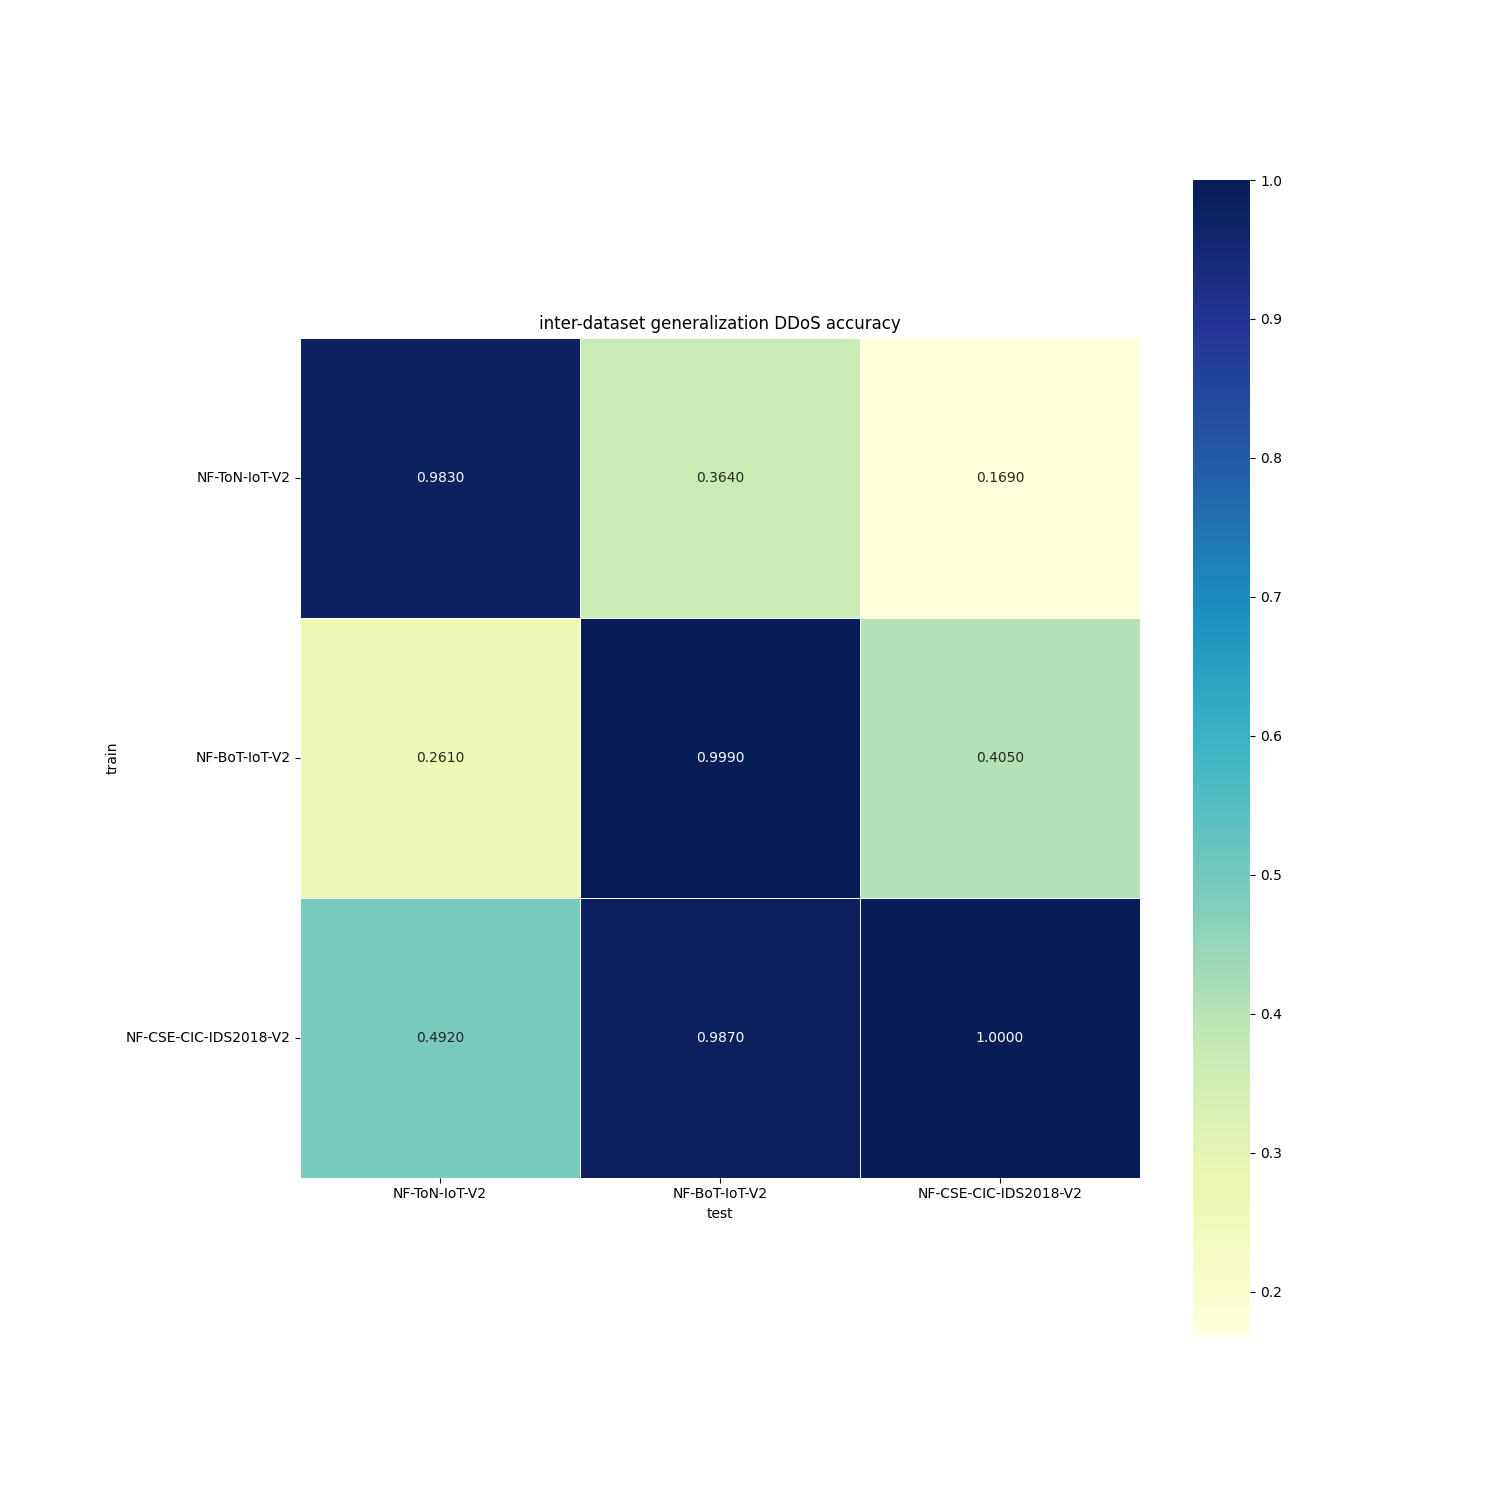 inter-dataset generalization DDoS accuracy
train
NF-ToN-IoT-V2
0.9830
0.3640
0.1690
NF-BoT-IoT-V2
0.2610
0.9990
0.4050
NF-CSE-CIC-IDS2018-V2
0.4920
0.9870
1.0000
NF-ToN-IoT-V2
NF-BoT-IoT-V2
NF-CSE-CIC-IDS2018-V2
test
1.0
0.9
0.8
0.7
0.6
0.5
0.4
0.3
0.2